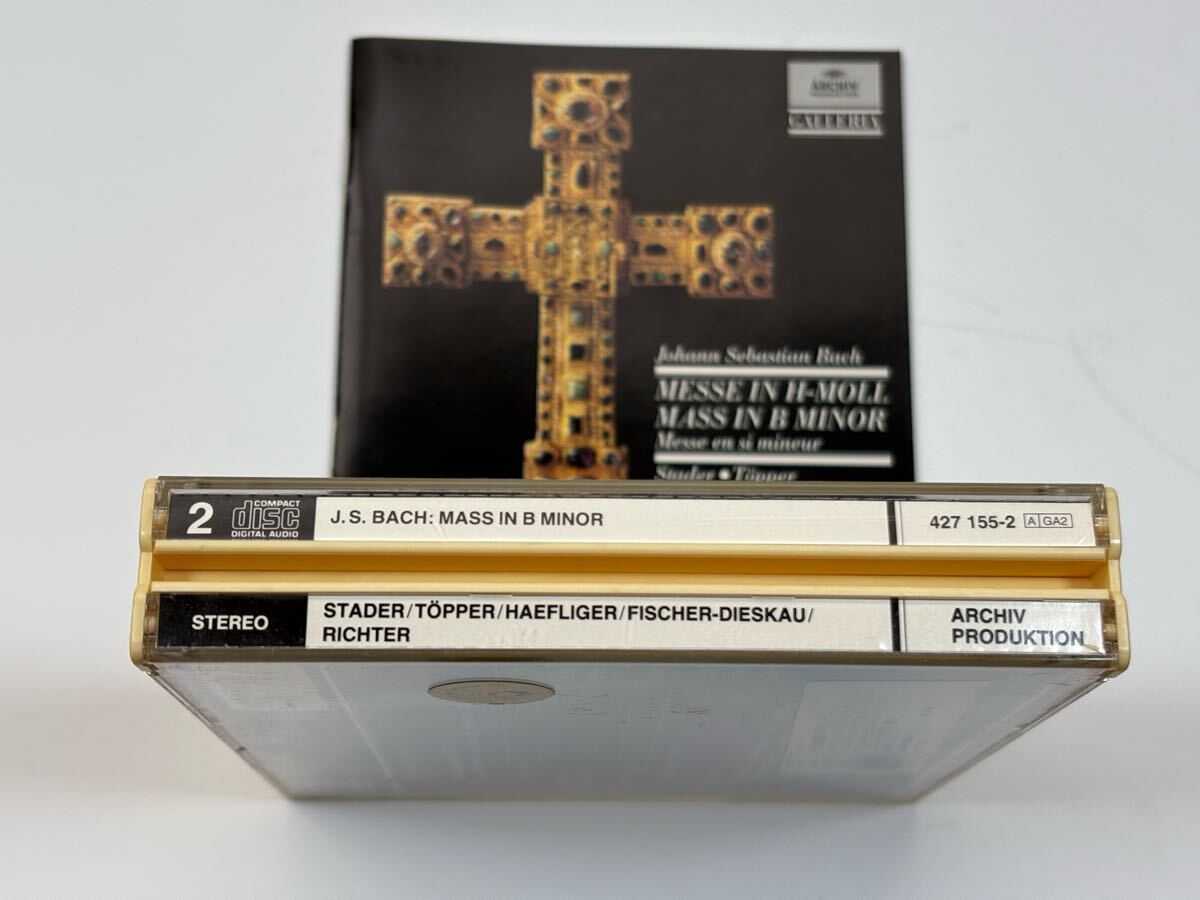 ARCHIV
PRODUKTION
GALLERIA
Johann Sebastian Bach
MESSE IN H-MOLL
MASS IN B MINOR
Messe en si mineur
Stader • Töpper
2
COMPACT
disc
DIGITAL AUDIO
J.S. BACH: MASS IN B MINOR
427 155-2 A GA2
STEREO
STADER/TÖPPER/HAEFLIGER/FISCHER-DIESKAU/
RICHTER
ARCHIV
PRODUKTION